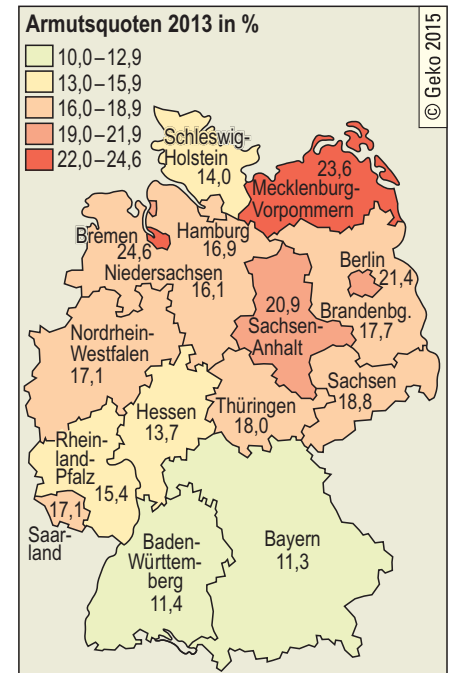 Armutsquoten 2013 in %
10,0–12,9
13,0–15,9
16,0–18,9
19,0–21,9
22,0–24,6
© Geko 2015
Schleswig-
Holstein
14,0
23,6
Mecklenburg-
Vorpommern
Hamburg
16,9
Bremen
24,6
Niedersachsen
16,1
Berlin
21,4
Brandenbg.
17,7
20,9
Sachsen-
Anhalt
Nordrhein-
Westfalen
17,1
Sachsen
18,8
Hessen
13,7
Thüringen
18,0
Rhein-
land-
Pfalz
15,4
17,1
Saar-
land
Baden-
Württem-
berg
11,4
Bayern
11,3